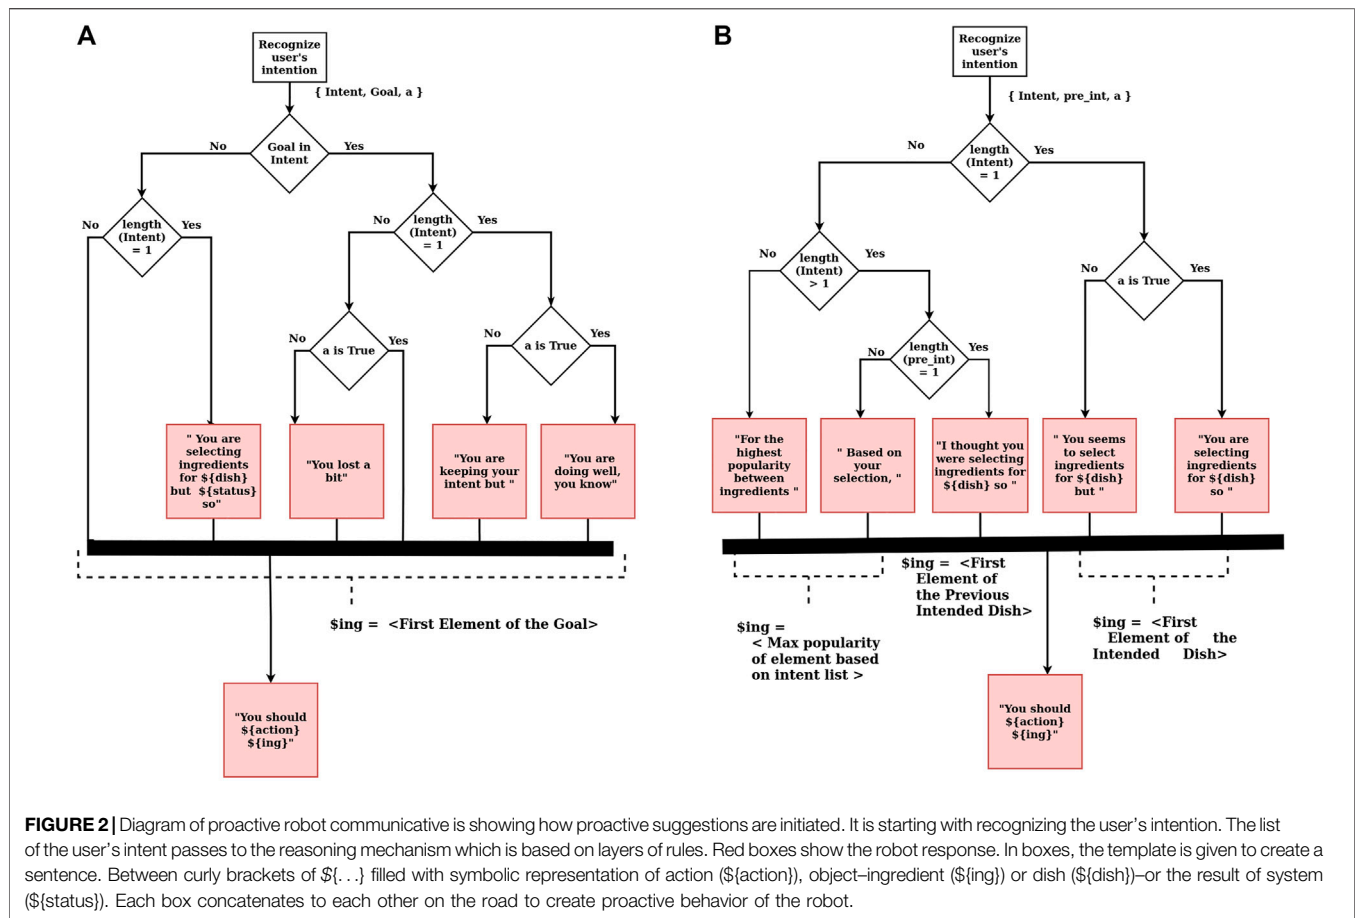 A
Recognize
user's
intention
{ Intent, Goal, a }
Goal in
Intent
No
Yes
length
(Intent)
= 1
No
Yes
length
(Intent)
= 1
No
Yes
a is True
No
Yes
a is True
No
Yes
" You are
selecting
ingredients
for ${dish}
but ${status}
so"
"You lost a
bit"
"You are
keeping your
intent but "
"You are
doing well,
you know"
$ing = <First Element of the Goal>
"You should
${action}
${ing}"
B
Recognize
user's
intention
{ Intent, pre_int, a }
length
(Intent)
= 1
No
Yes
length
(Intent)
> 1
No
Yes
a is True
No
Yes
length
(pre_int)
= 1
No
Yes
"For the
highest
popularity
between
ingredients "
" Based on
your
selection, "
"I thought you
were selecting
ingredients for
${dish} so "
" You seems
to select
ingredients
for ${dish}
but "
"You are
selecting
ingredients
for ${dish}
so "
$ing =
< Max popularity
of element based
on intent list >
$ing = <First
Element of
the Previous
Intended Dish>
$ing = <First
Element of the
Intended Dish>
"You should
${action}
${ing}"
FIGURE 2 | Diagram of proactive robot communicative is showing how proactive suggestions are initiated. It is starting with recognizing the user's intention. The list
of the user's intent passes to the reasoning mechanism which is based on layers of rules. Red boxes show the robot response. In boxes, the template is given to create a
sentence. Between curly brackets of ${. . .} filled with symbolic representation of action (${action}), object–ingredient (${ing}) or dish (${dish})–or the result of system
(${status}). Each box concatenates to each other on the road to create proactive behavior of the robot.